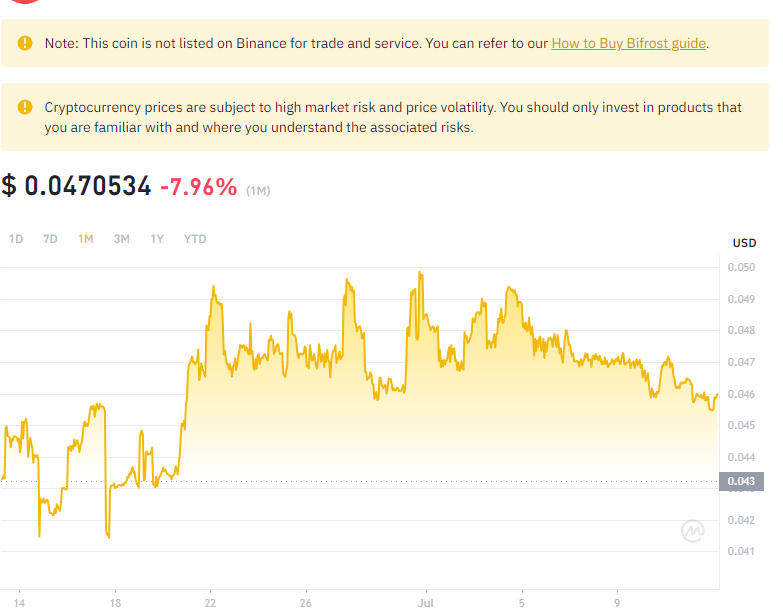 Note: This coin is not listed on Binance for trade and service. You can refer to our How to Buy Bifrost guide.
Cryptocurrency prices are subject to high market risk and price volatility. You should only invest in products that
you are familiar with and where you understand the associated risks.
$ 0.0470534 -7.96% (1M)
1D 7D 1M 3M 1Y YTD
USD
0.050
0.049
0.048
0.047
0.046
0.045
0.044
0.043
0.042
0.041
14 18 22 26 Jul 5 9